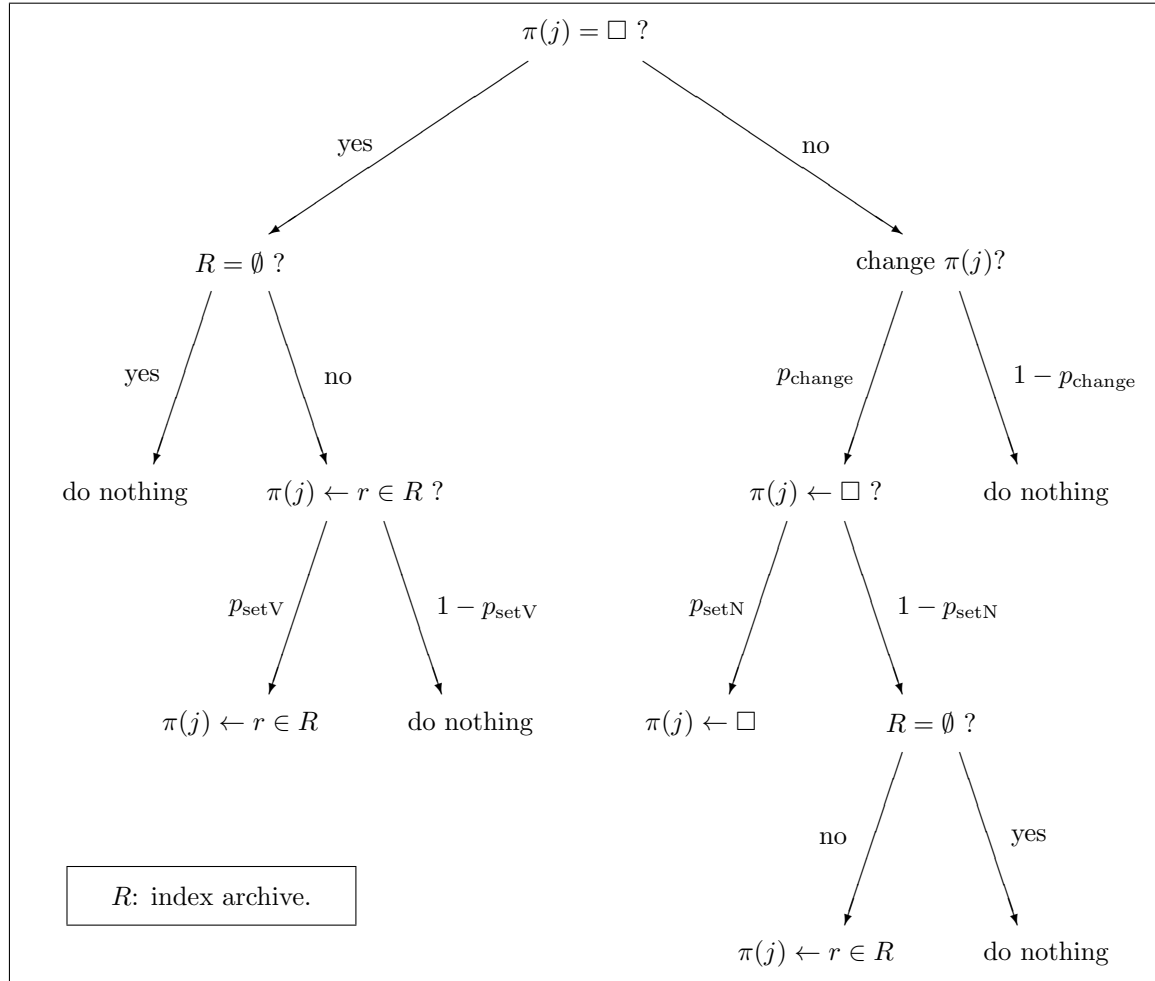 π(j) = □ ?
yes
no
R = ∅ ?
change π(j)?
yes
no
p_change
1 − p_change
do nothing
π(j) ← r ∈ R ?
π(j) ← □ ?
do nothing
p_setV
1 − p_setV
p_setN
1 − p_setN
π(j) ← r ∈ R
do nothing
π(j) ← □
R = ∅ ?
no
yes
R: index archive.
π(j) ← r ∈ R
do nothing